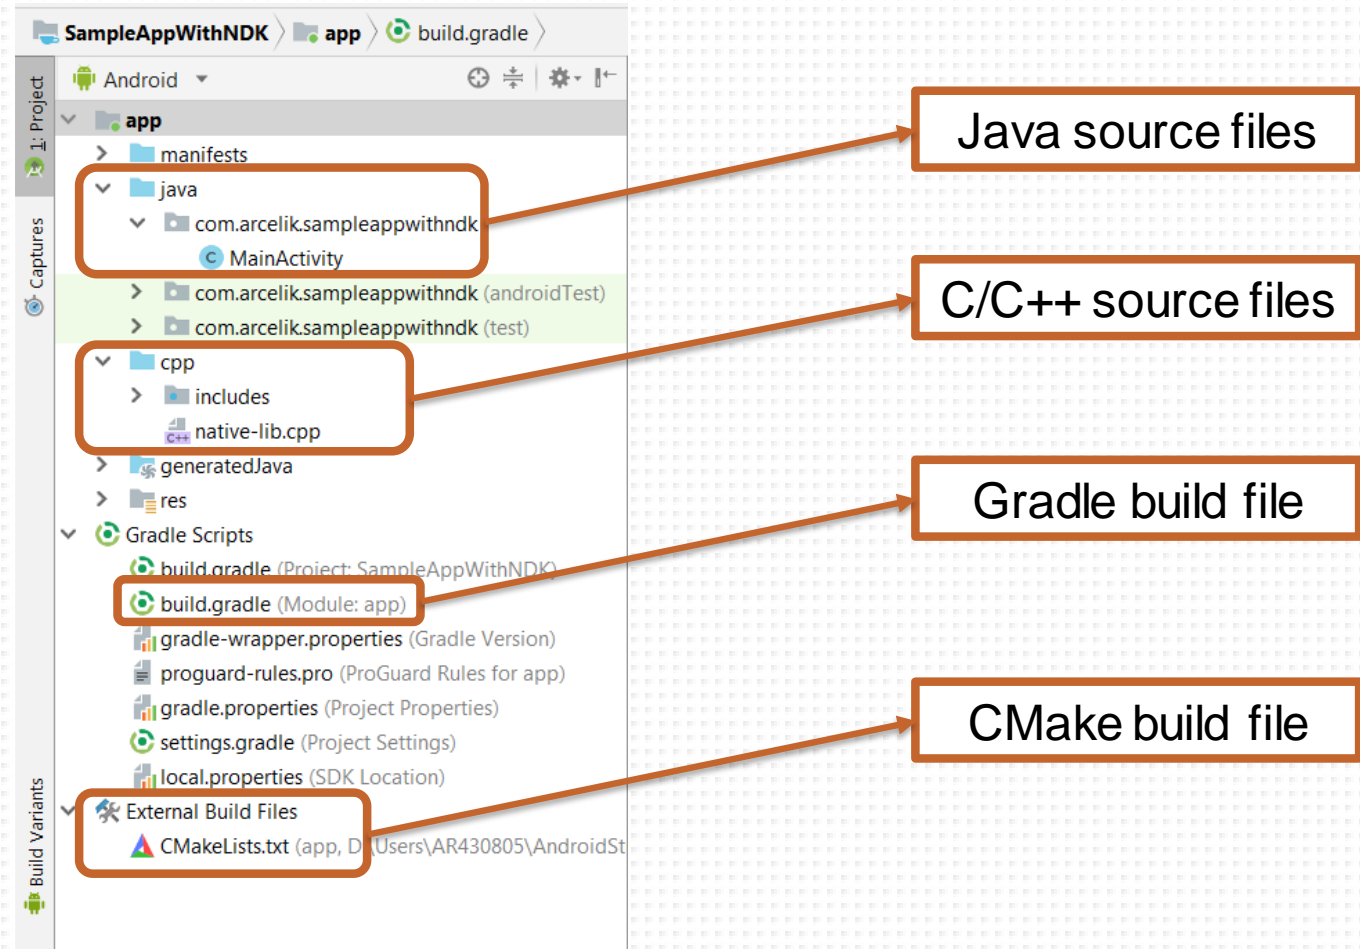 SampleAppWithNDK app build.gradle
1: Project
Captures
Build Variants
Android
app
manifests
java
com.arcelik.sampleappwithndk
MainActivity
com.arcelik.sampleappwithndk (androidTest)
com.arcelik.sampleappwithndk (test)
cpp
includes
C++ native-lib.cpp
generatedJava
res
Gradle Scripts
build.gradle (Project: SampleAppWithNDK)
build.gradle (Module: app)
gradle-wrapper.properties (Gradle Version)
proguard-rules.pro (ProGuard Rules for app)
gradle.properties (Project Properties)
settings.gradle (Project Settings)
local.properties (SDK Location)
External Build Files
CMakeLists.txt (app, D:\Users\AR430805\AndroidSt
Java source files
C/C++ source files
Gradle build file
CMake build file